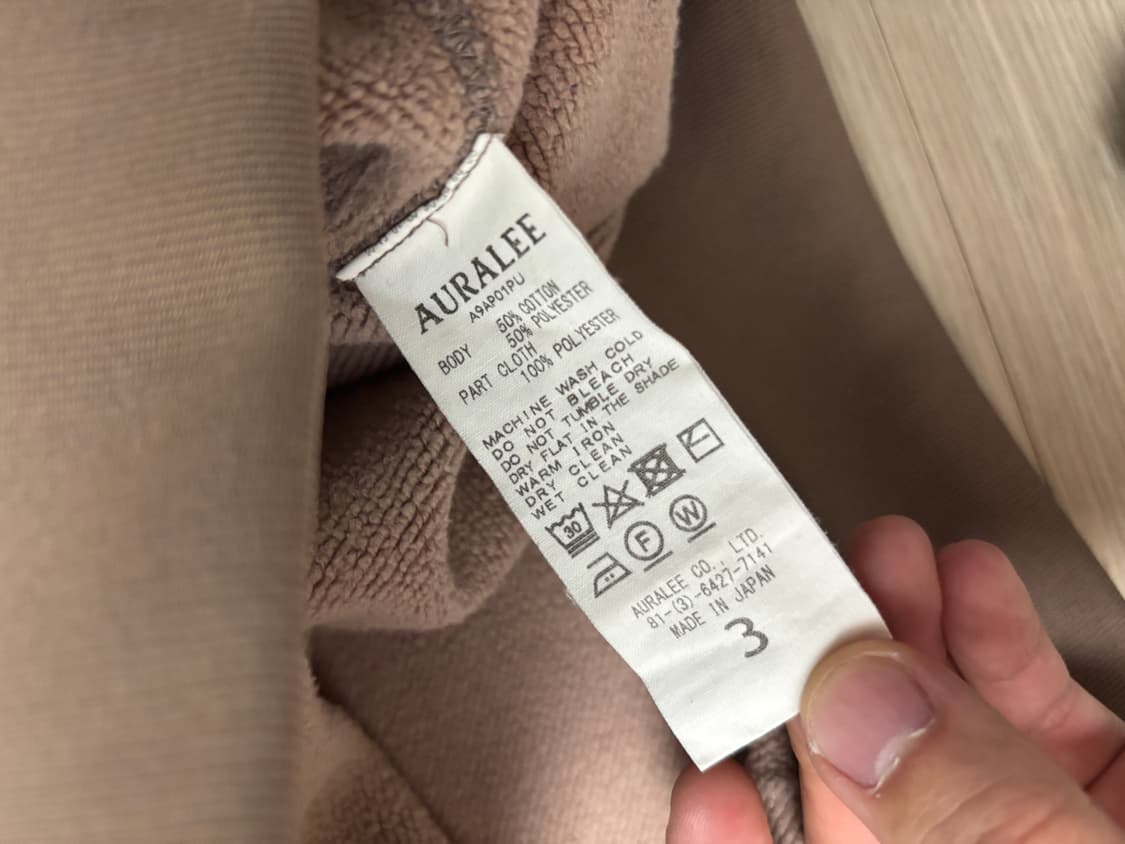 AURALEE
A9AP01PU
BODY 50% COTTON
50% POLYESTER
PART CLOTH
100% POLYESTER
MACHINE WASH COLD
DO NOT BLEACH
DO NOT TUMBLE DRY
DRY FLAT IN THE SHADE
WARM IRON
DRY CLEAN
WET CLEAN
30
F W
AURALEE CO., LTD.
81-(3)-6427-7141
MADE IN JAPAN
3